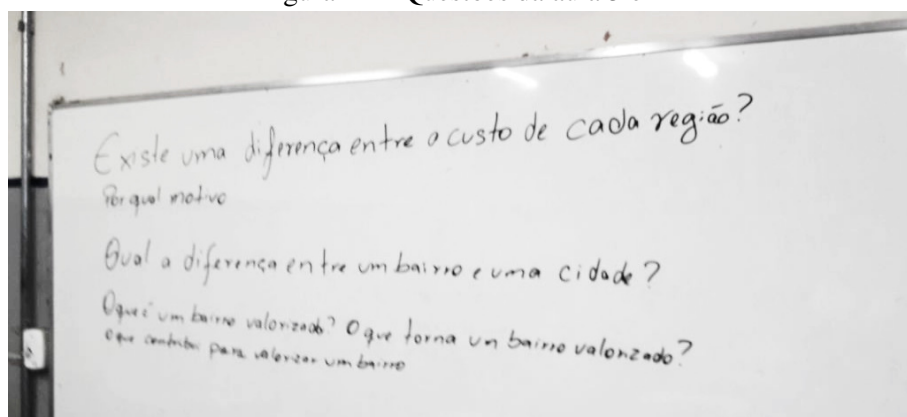 Existe uma diferença entre o custo de cada região?
Por qual motivo
Qual a diferença entre um bairro e uma cidade?
O que é um bairro valorizado? O que torna um bairro valorizado?
O que contribui para valorizar um bairro